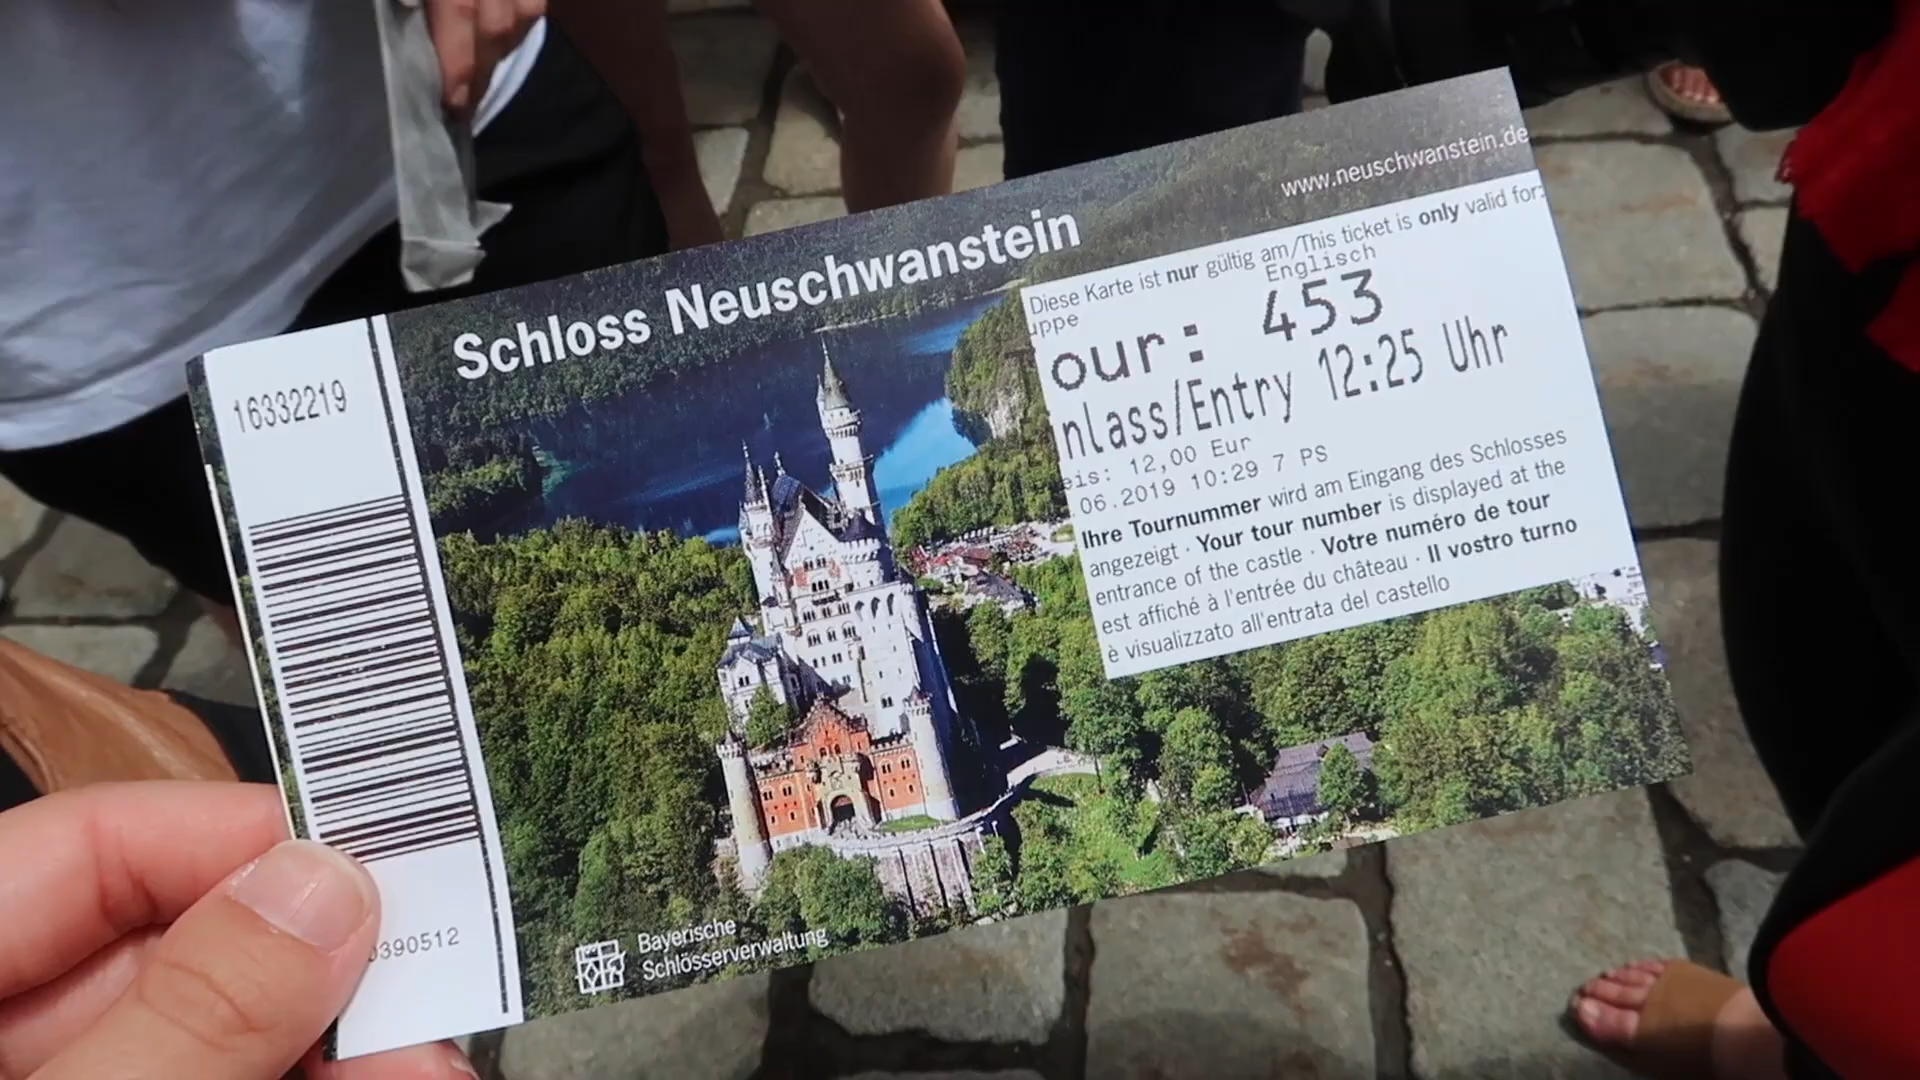 16332219
Schloss Neuschwanstein
www.neuschwanstein.de
Diese Karte ist nur gültig am/This ticket is only valid for:
uppe Englisch
our: 453
nlass/Entry 12:25 Uhr
eis: 12,00 Eur
06.2019 10:29 7 PS
Ihre Tournummer wird am Eingang des Schlosses
angezeigt · Your tour number is displayed at the
entrance of the castle · Votre numéro de tour
est affiché à l'entrée du château · Il vostro turno
è visualizzato all'entrata del castello
390512
Bayerische
Schlösserverwaltung